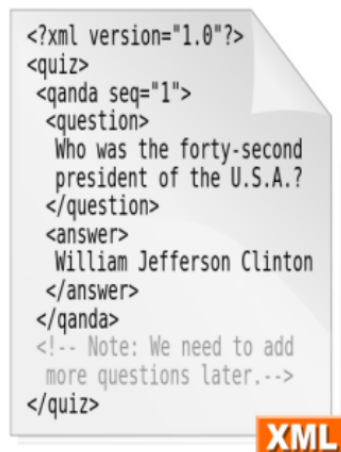 <?xml version="1.0"?>
<quiz>
<qanda seq="1">
<question>
Who was the forty-second
president of the U.S.A.?
</question>
<answer>
William Jefferson Clinton
</answer>
</qanda>
<!-- Note: We need to add
more questions later.-->
</quiz>
XML